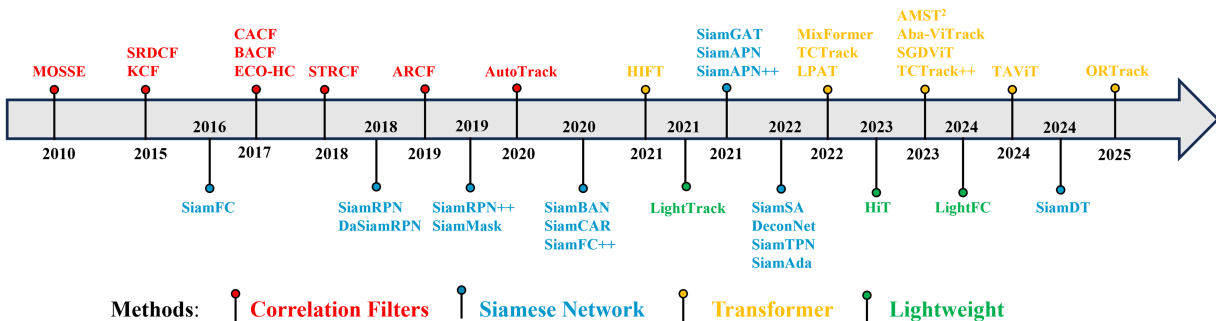 CACF
BACF
ECO-HC
SRDCF
KCF
MOSSE
STRCF
ARCF
AutoTrack
HIFT
SiamGAT
SiamAPN
SiamAPN++
MixFormer
TCTrack
LPAT
AMST²
Aba-ViTrack
SGDViT
TCTrack++
TAViT
ORTrack
2016 2018 2019 2020 2021 2022 2023 2024 2024
2010 2015 2017 2018 2019 2020 2021 2021 2022 2023 2024 2025
SiamFC
SiamRPN
DaSiamRPN
SiamRPN++
SiamMask
SiamBAN
SiamCAR
SiamFC++
LightTrack
SiamSA
DeconNet
SiamTPN
SiamAda
HiT
LightFC
SiamDT
Methods: Correlation Filters Siamese Network Transformer Lightweight